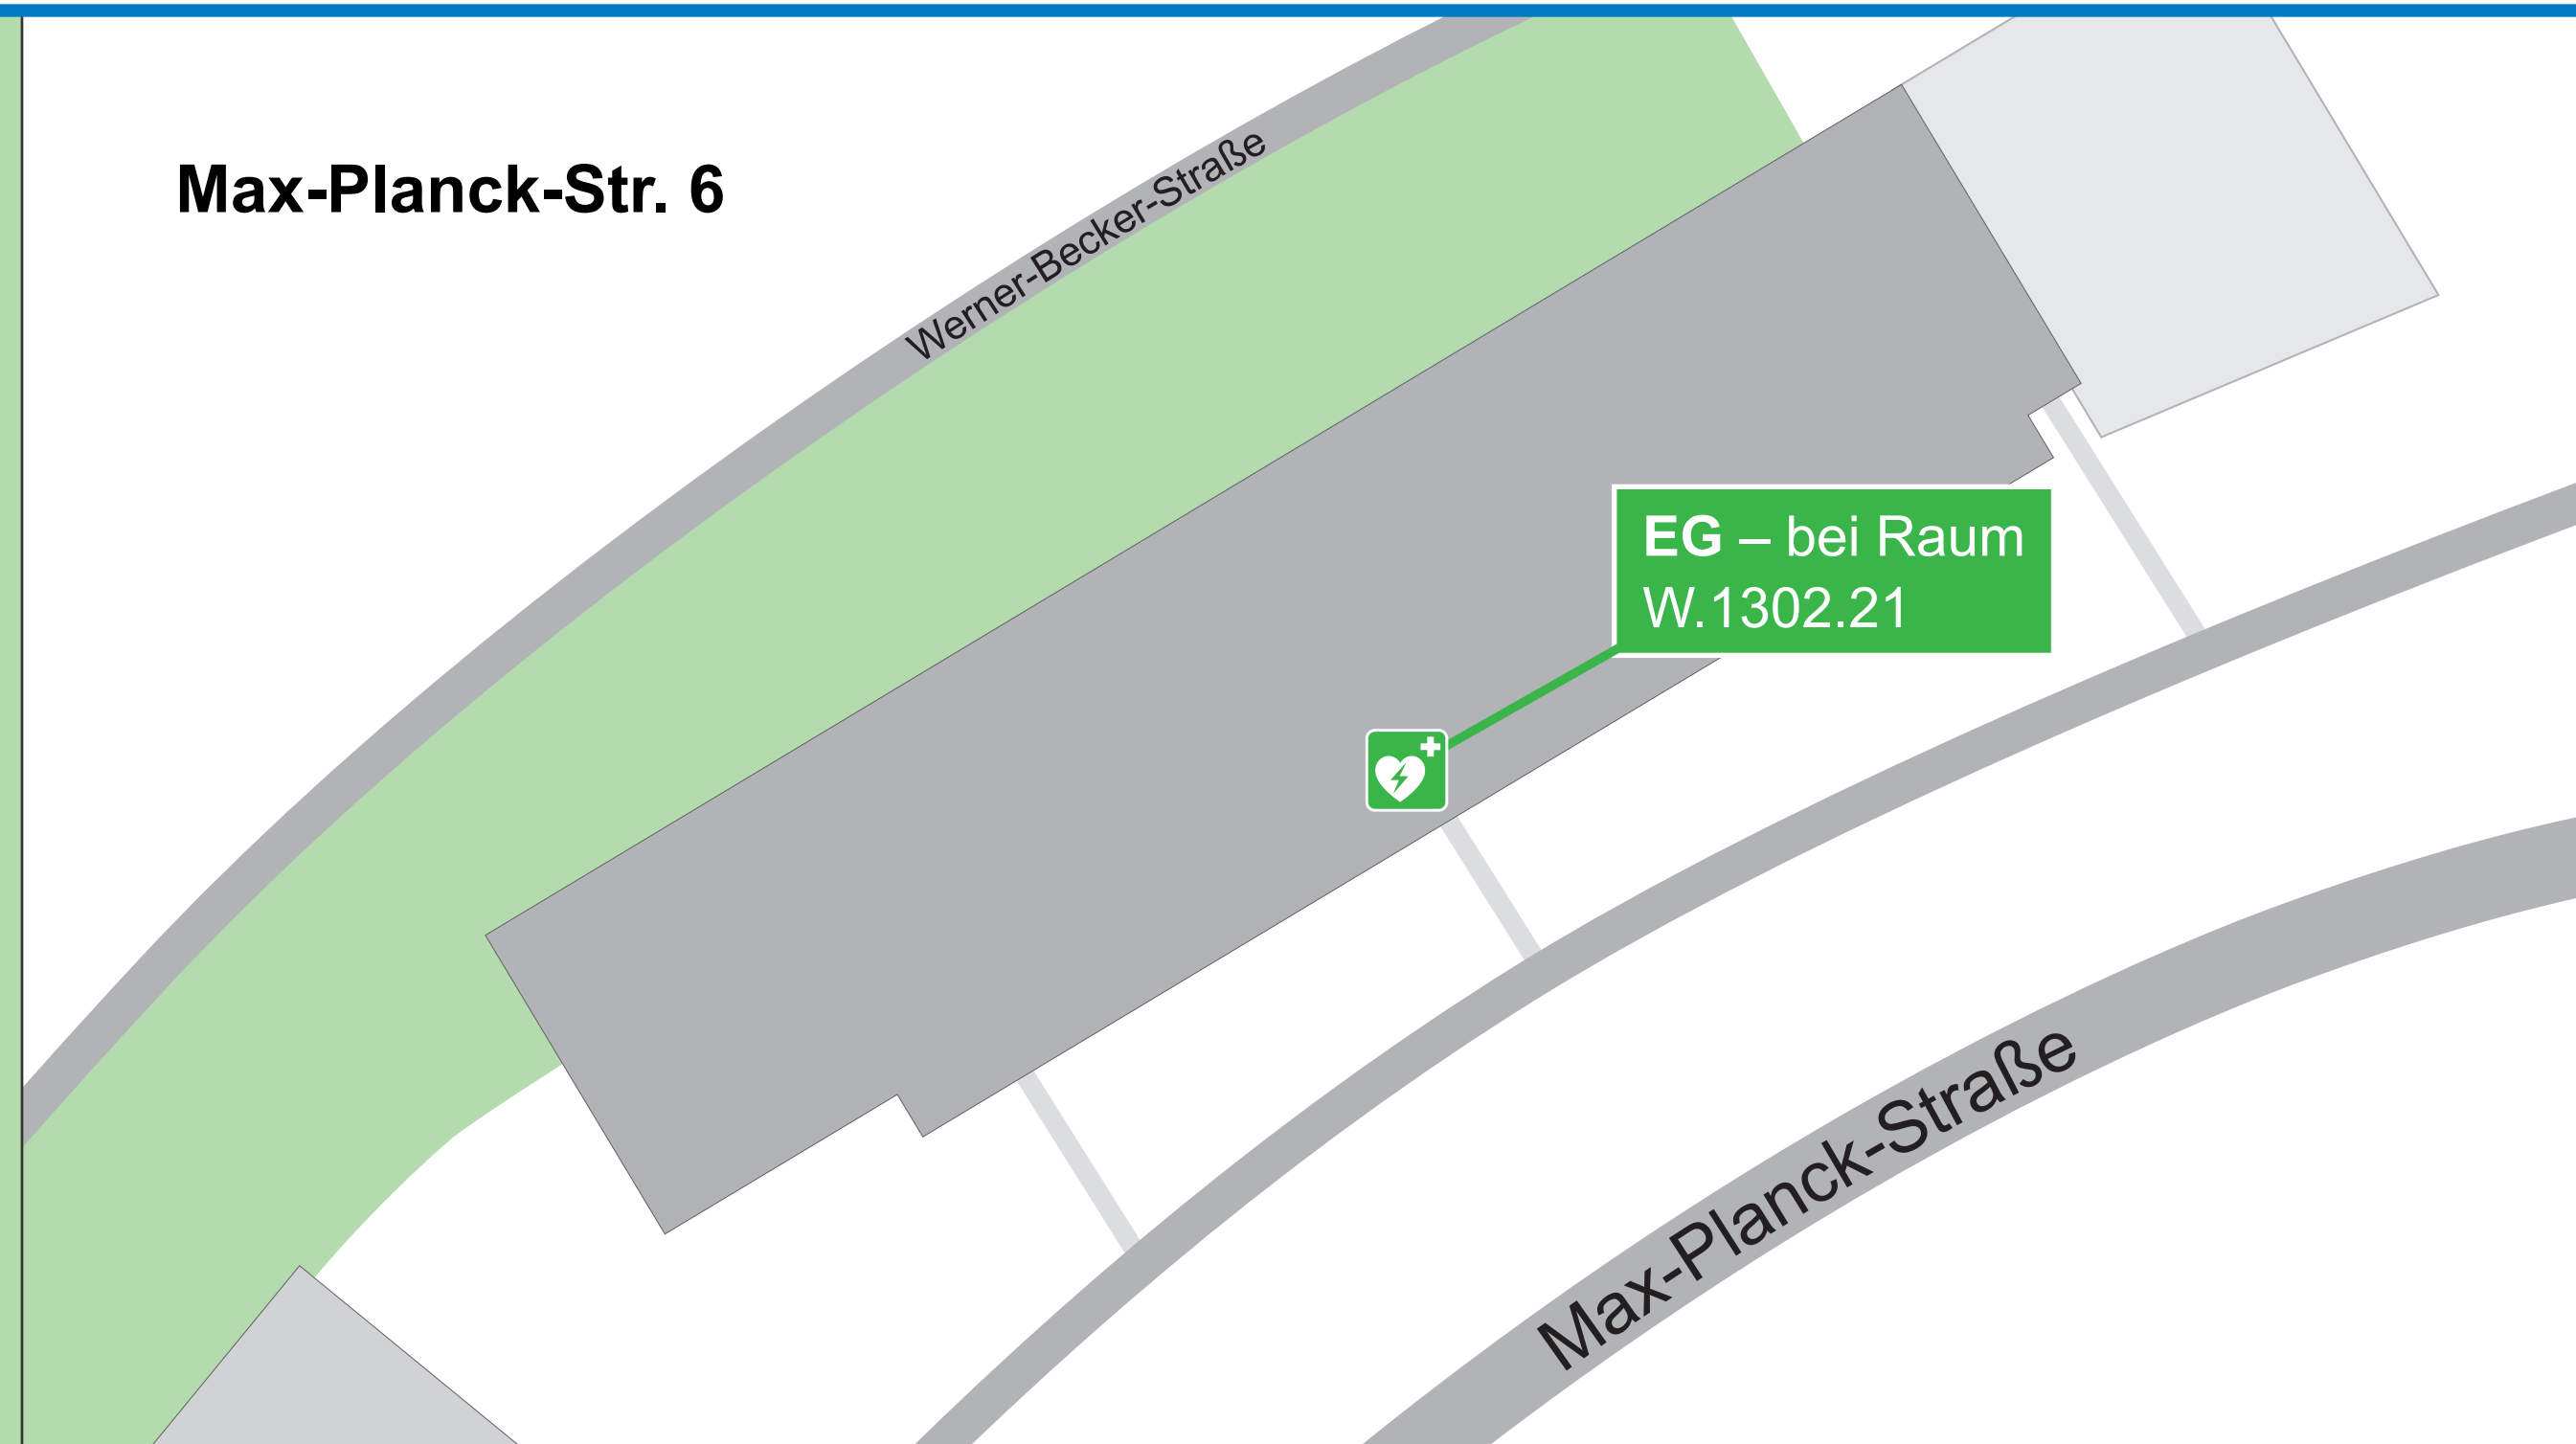 Max-Planck-Str. 6
Werner-Becker-Straße
EG – bei Raum
W.1302.21
Max-Planck-Straße